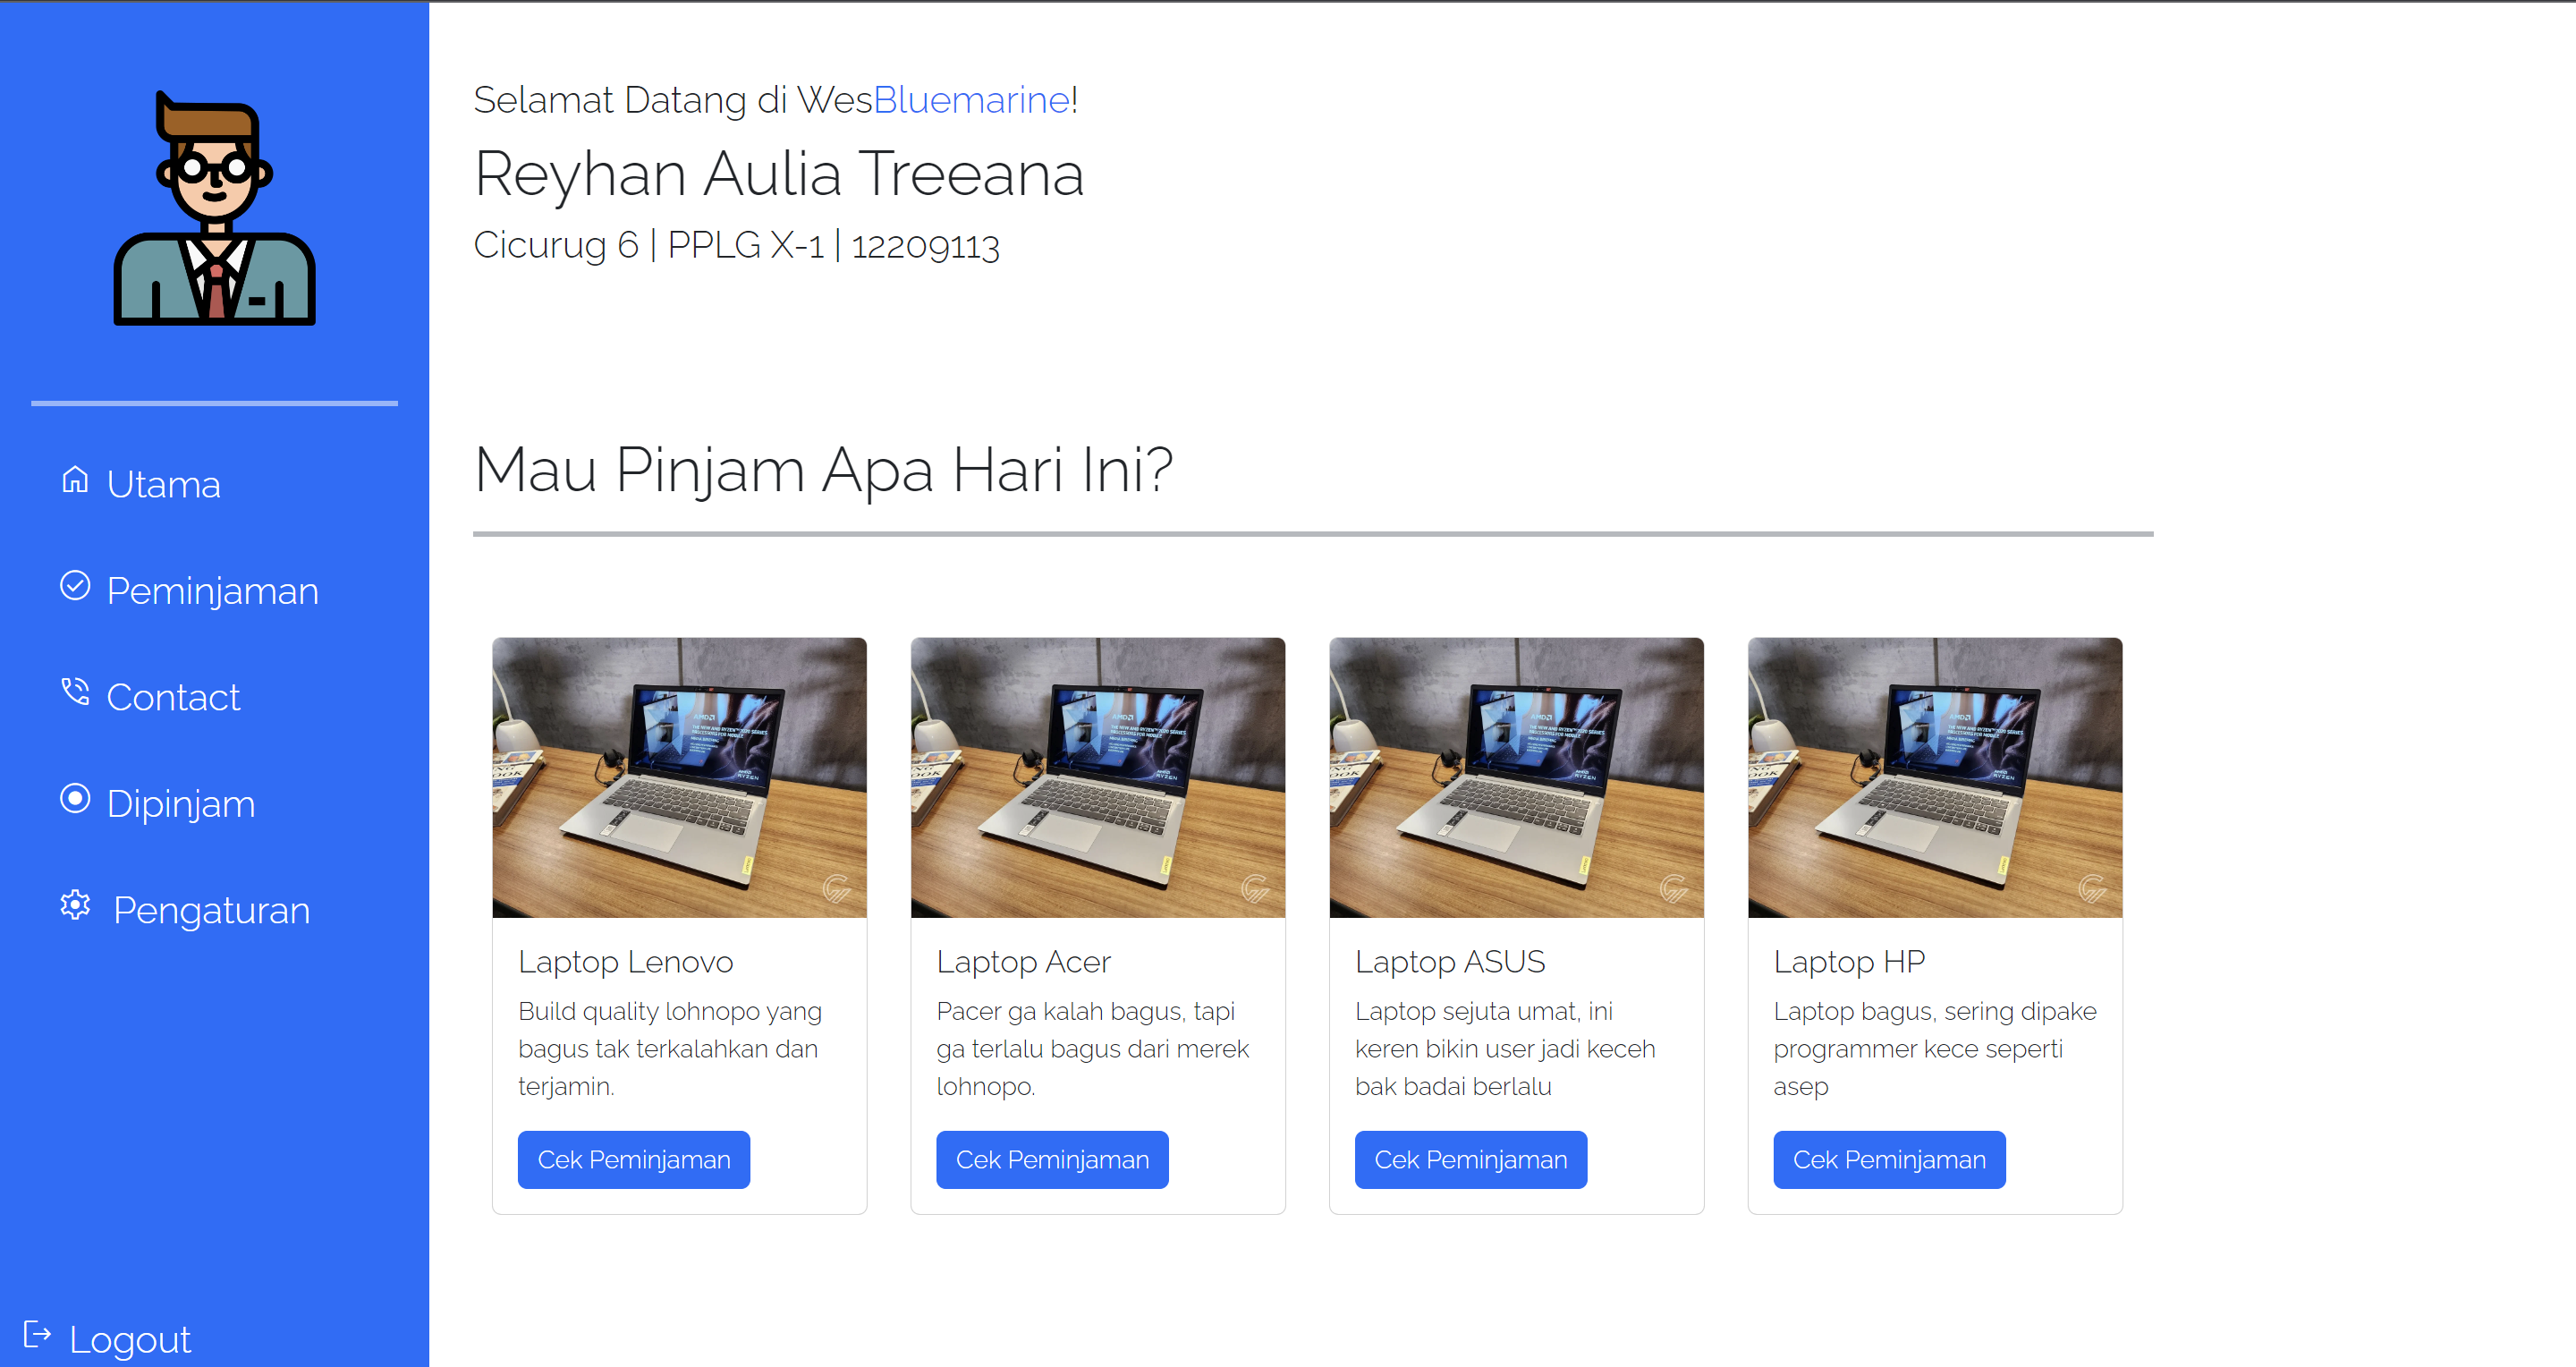 Selamat Datang di WesBluemarine!
Reyhan Aulia Treeana
Cicurug 6 | PPLG X-1 | 12209113
Utama
Peminjaman
Contact
Dipinjam
Pengaturan
Logout
Mau Pinjam Apa Hari Ini?
Laptop Lenovo
Build quality lohnopo yang
bagus tak terkalahkan dan
terjamin.
Cek Peminjaman
Laptop Acer
Pacer ga kalah bagus, tapi
ga terlalu bagus dari merek
lohnopo.
Cek Peminjaman
Laptop ASUS
Laptop sejuta umat, ini
keren bikin user jadi keceh
bak badai berlalu
Cek Peminjaman
Laptop HP
Laptop bagus, sering dipake
programmer kece seperti
asep
Cek Peminjaman